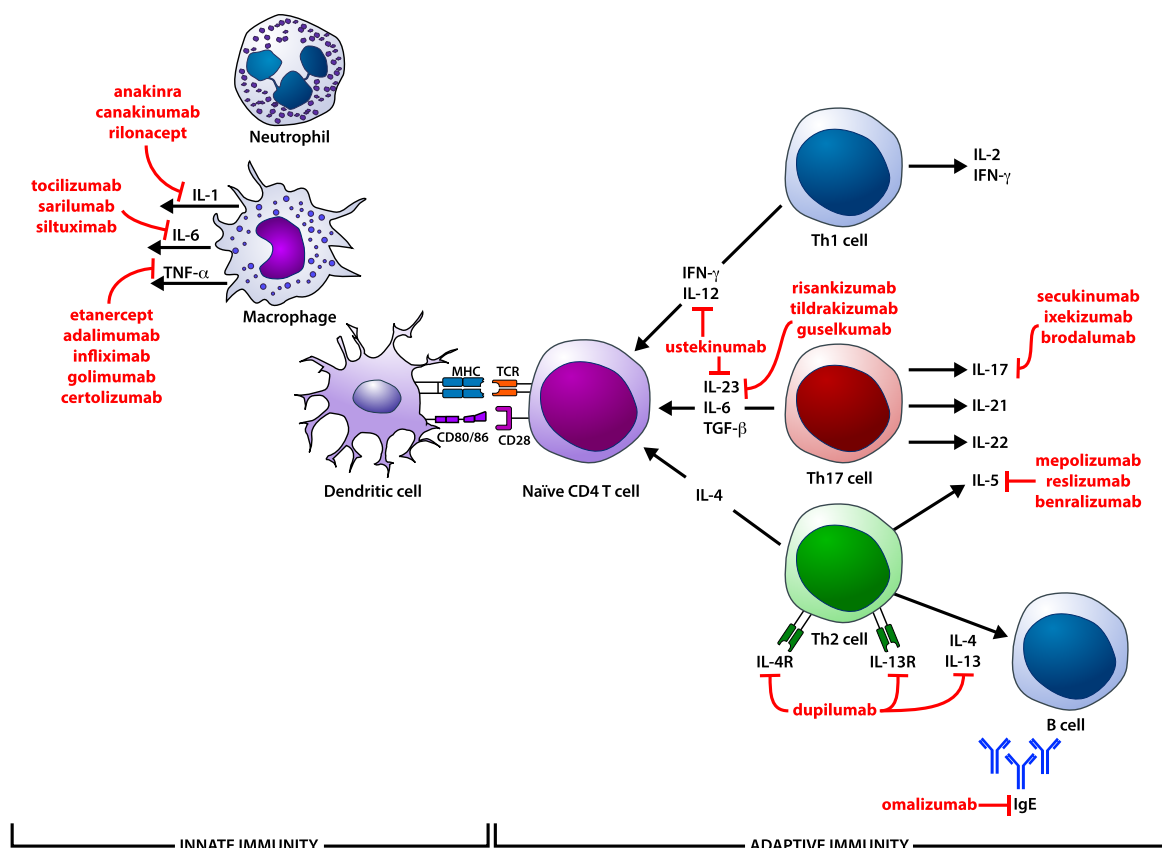 Neutrophil
anakinra
canakinumab
rilonacept
tocilizumab
sarilumab
siltuximab
IL-1
IL-6
TNF-α
etanercept
adalimumab
infliximab
golimumab
certolizumab
Macrophage
Dendritic cell
MHC
TCR
CD80/86
CD28
Naïve CD4 T cell
IFN-γ
IL-12
ustekinumab
risankizumab
tildrakizumab
guselkumab
IL-23
IL-6
TGF-β
IL-4
Th1 cell
IL-2
IFN-γ
Th17 cell
secukinumab
ixekizumab
brodalumab
IL-17
IL-21
IL-22
IL-5
mepolizumab
reslizumab
benralizumab
Th2 cell
IL-4R
IL-13R
IL-4
IL-13
dupilumab
B cell
omalizumab
IgE
INNATE IMMUNITY
ADAPTIVE IMMUNITY